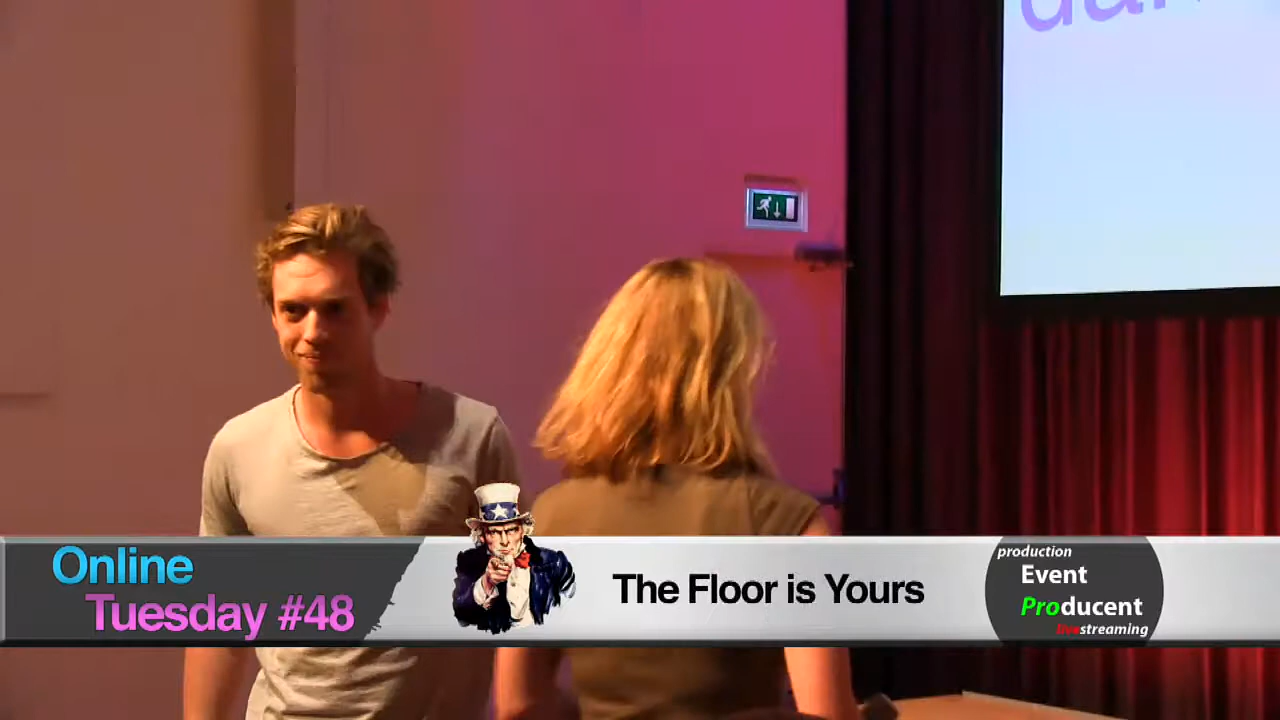 Online
Tuesday #48
The Floor is Yours
production
Event
Producent
livestreaming